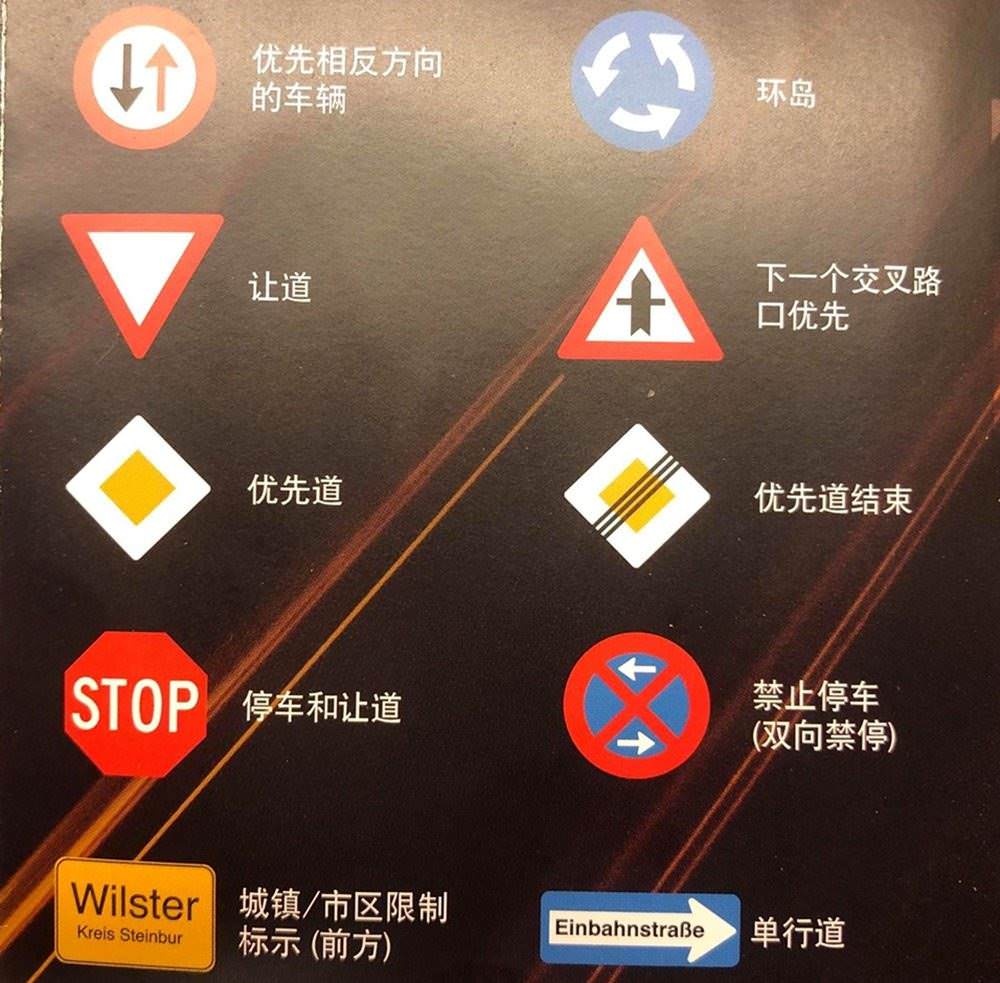 优先相反方向
的车辆
环岛
让道
下一个交叉路
口优先
优先道
优先道结束
STOP
停车和让道
禁止停车
(双向禁停)
Wilster
Kreis Steinbur
城镇/市区限制
标示 (前方)
Einbahnstraße
单行道